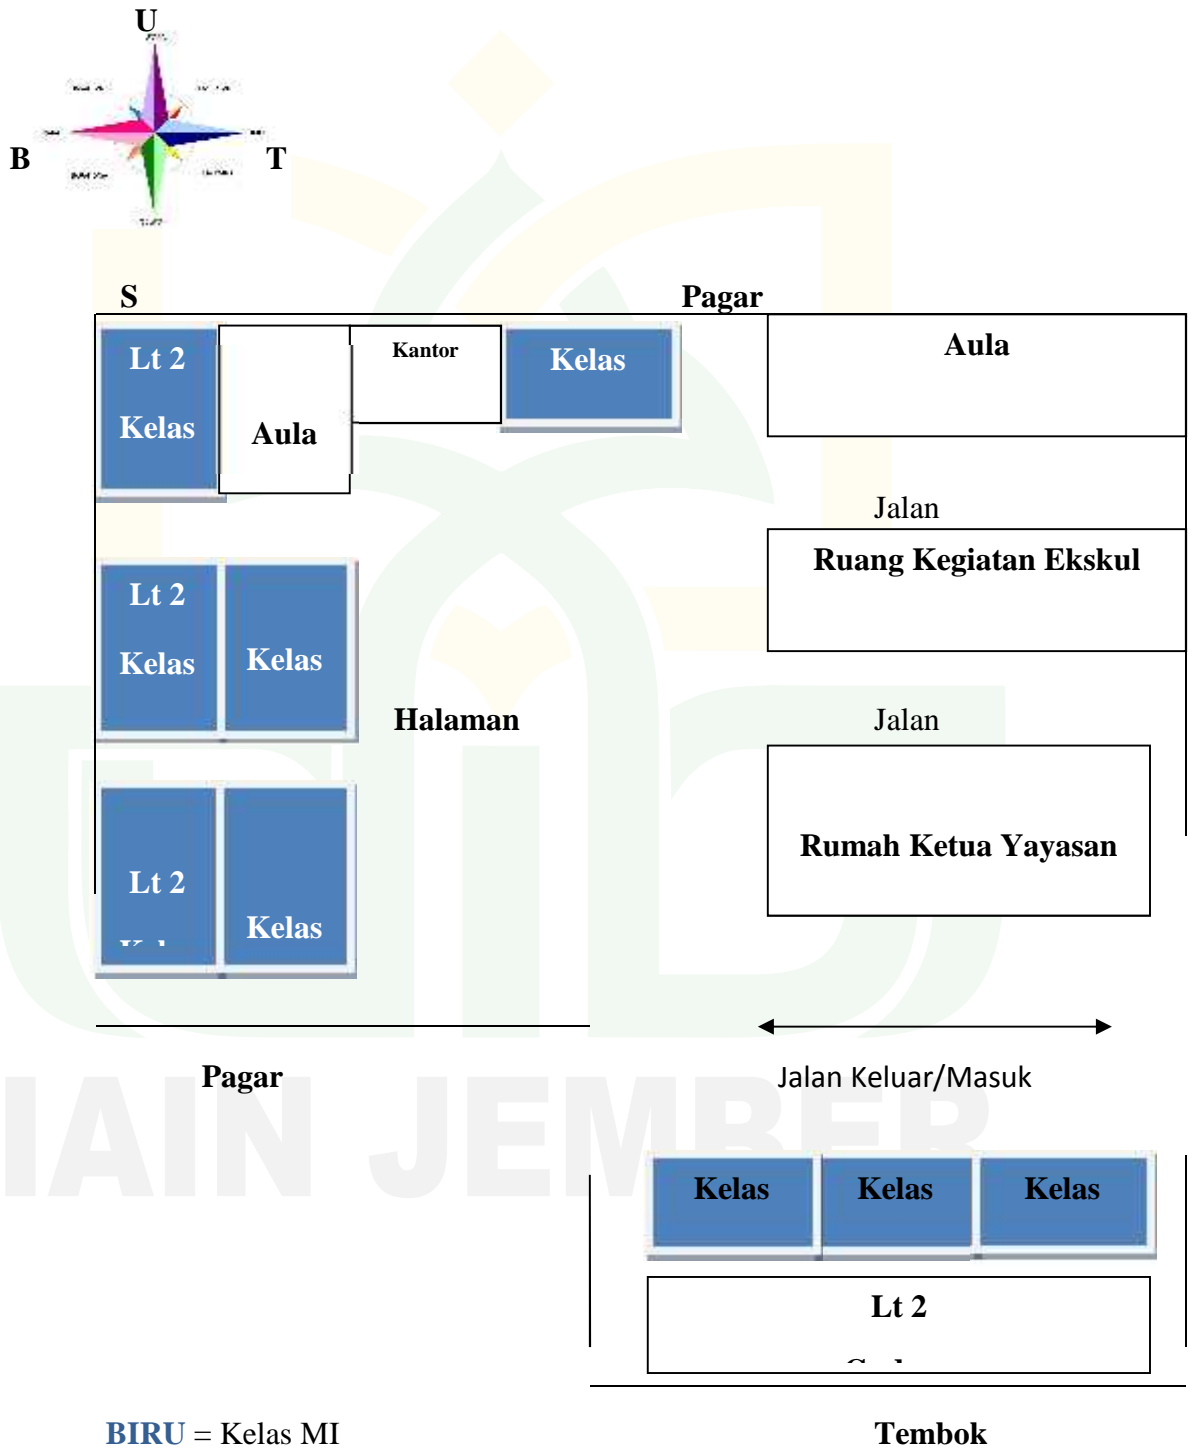 U
B
T
S
Pagar
Lt 2
Kelas
Aula
Kantor
Kelas
Aula
Jalan
Ruang Kegiatan Ekskul
Lt 2
Kelas
Kelas
Halaman
Jalan
Rumah Ketua Yayasan
Lt 2
Kelas
Pagar
Jalan Keluar/Masuk
IAIN JEMBER
Kelas
Kelas
Kelas
Lt 2
BIRU = Kelas MI
Tembok